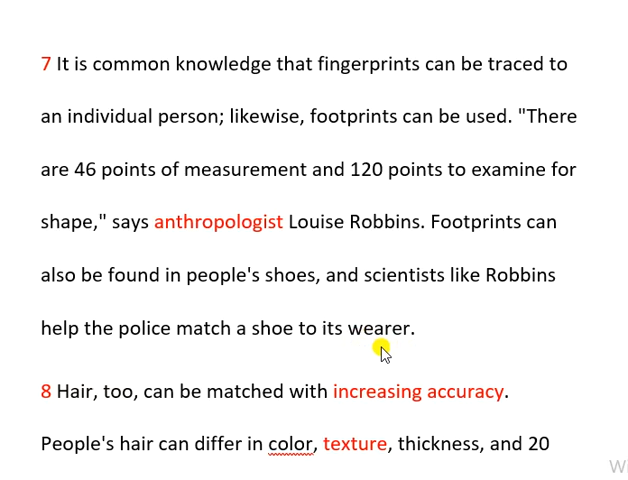 7 It is common knowledge that fingerprints can be traced to
an individual person; likewise, footprints can be used. "There
are 46 points of measurement and 120 points to examine for
shape," says anthropologist Louise Robbins. Footprints can
also be found in people's shoes, and scientists like Robbins
help the police match a shoe to its wearer.
8 Hair, too, can be matched with increasing accuracy.
People's hair can differ in color, texture, thickness, and 20
Wi